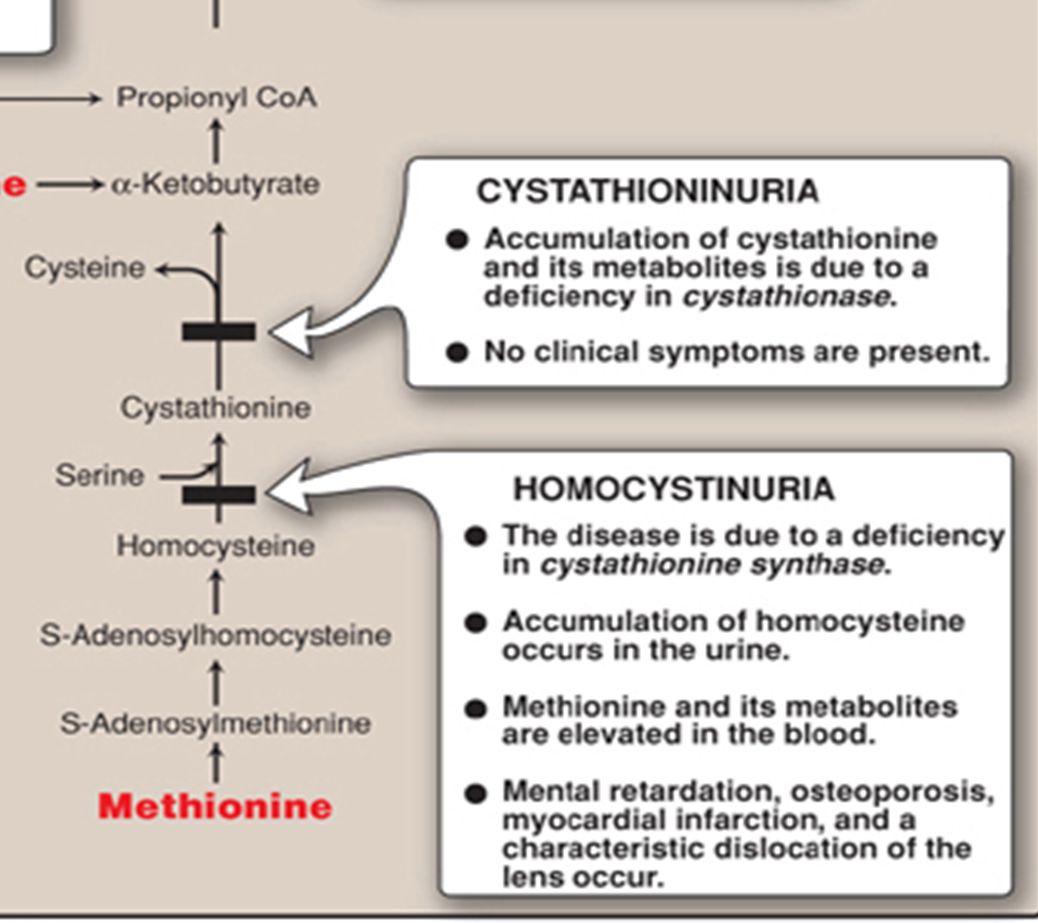 Propionyl CoA
e
α-Ketobutyrate
Cysteine
CYSTATHIONINURIA
● Accumulation of cystathionine
and its metabolites is due to a
deficiency in cystathionase.
● No clinical symptoms are present.
Cystathionine
Serine
Homocysteine
S-Adenosylhomocysteine
S-Adenosylmethionine
Methionine
HOMOCYSTINURIA
● The disease is due to a deficiency
in cystathionine synthase.
● Accumulation of homocysteine
occurs in the urine.
● Methionine and its metabolites
are elevated in the blood.
● Mental retardation, osteoporosis,
myocardial infarction, and a
characteristic dislocation of the
lens occur.